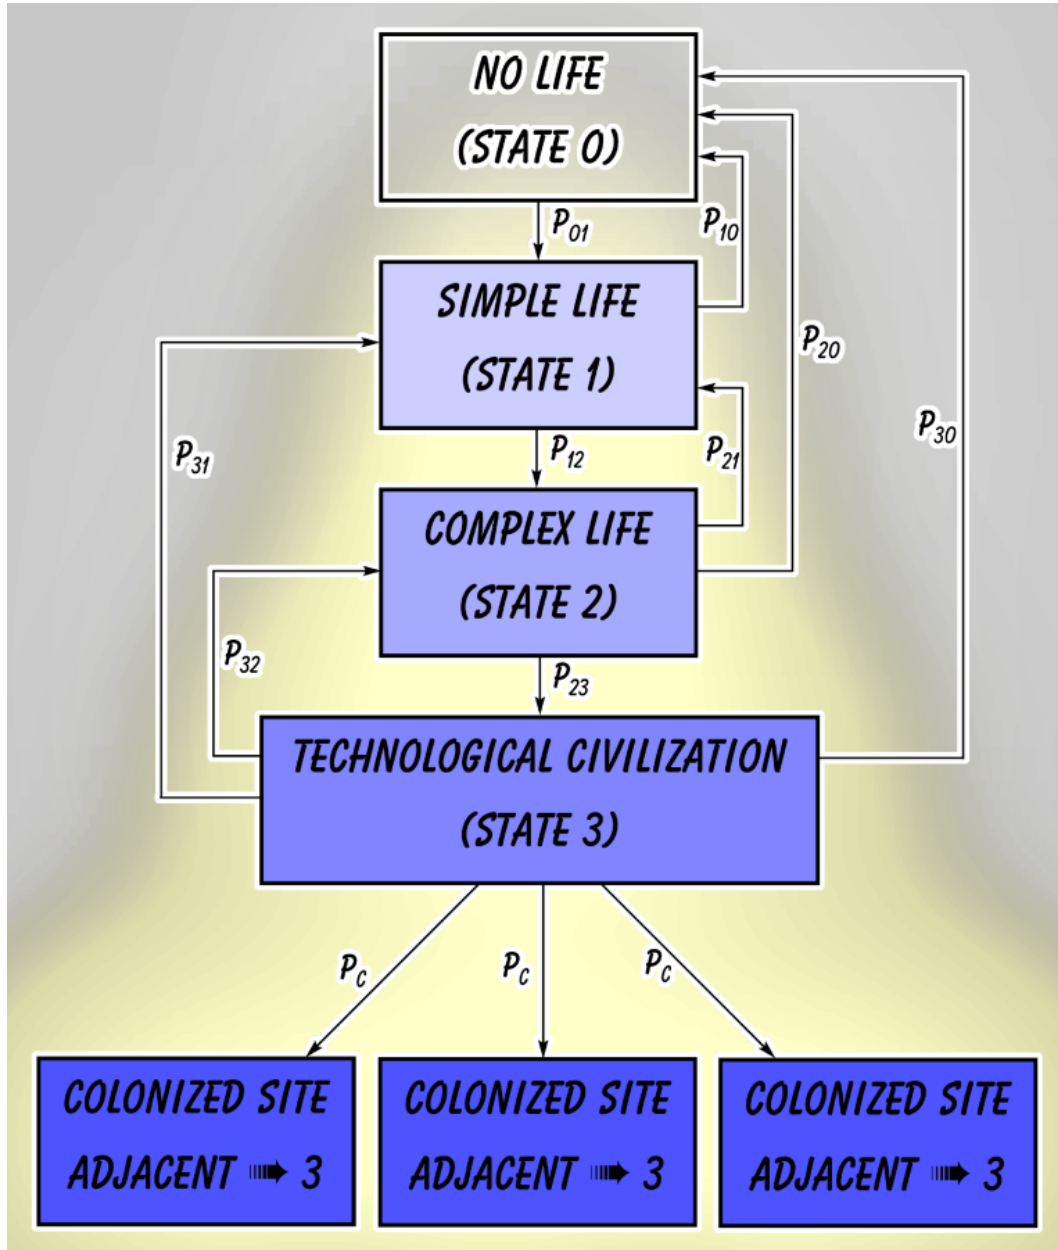 NO LIFE
(STATE 0)
P01
P10
SIMPLE LIFE
(STATE 1)
P20
P30
P31
P12
P21
COMPLEX LIFE
(STATE 2)
P32
P23
TECHNOLOGICAL CIVILIZATION
(STATE 3)
PC
PC
PC
COLONIZED SITE
ADJACENT ➠ 3
COLONIZED SITE
ADJACENT ➠ 3
COLONIZED SITE
ADJACENT ➠ 3